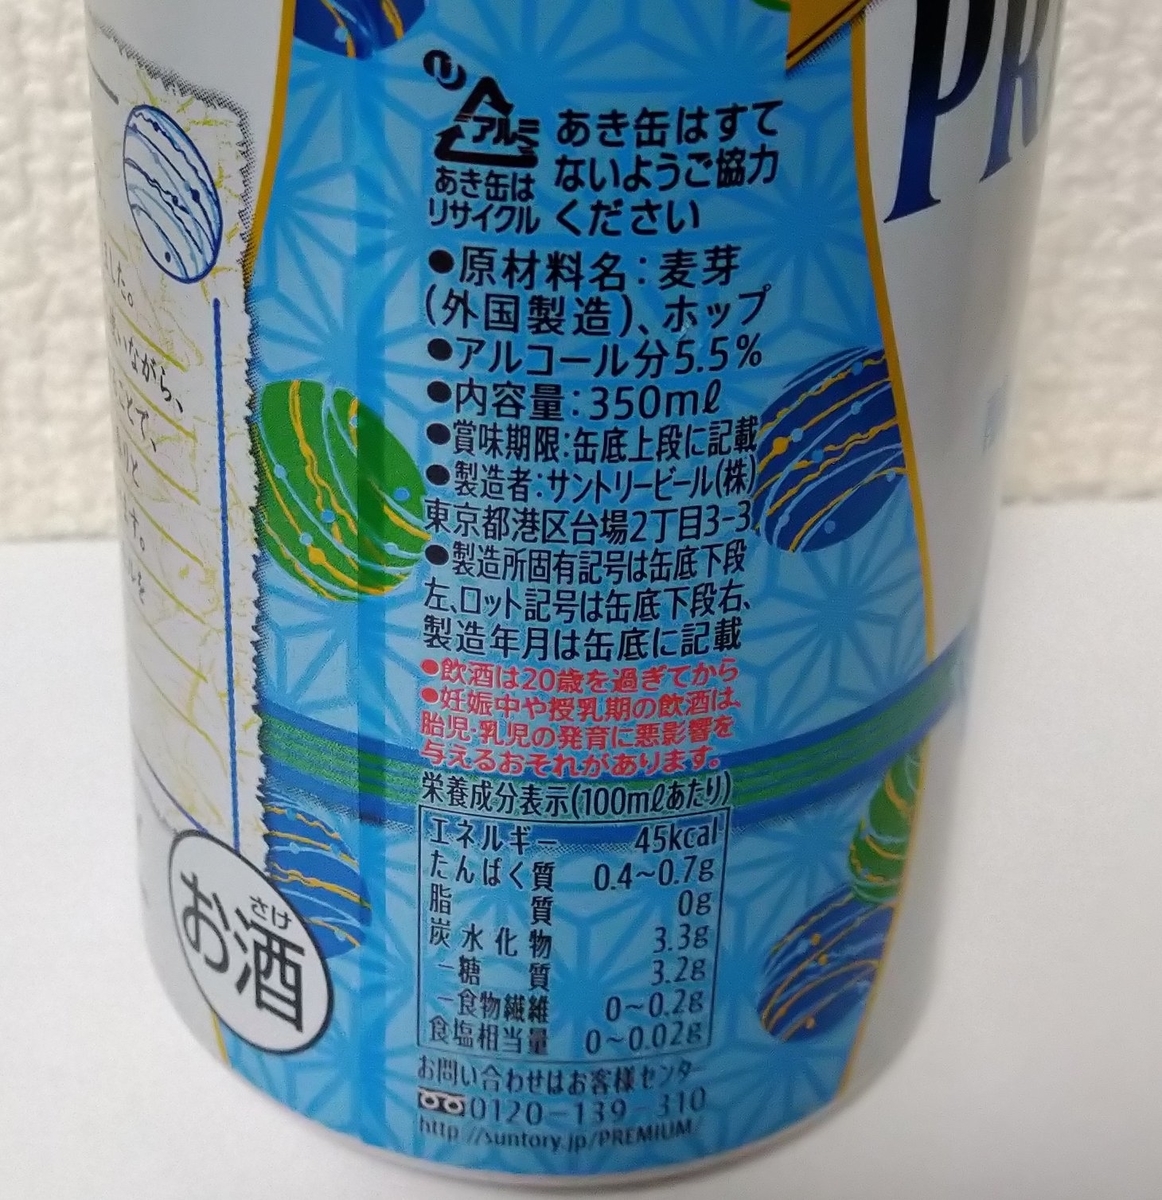 PR
アルミ
あき缶は
リサイクル
あき缶はすて
ないようご協力
ください
●原材料名：麦芽
(外国製造)、ホップ
●アルコール分5.5%
●内容量：350mℓ
●賞味期限：缶底上段に記載
●製造者：サントリービール(株)
東京都港区台場2丁目3-3
●製造所固有記号は缶底下段
左、ロット記号は缶底下段右、
製造年月は缶底に記載
●飲酒は20歳を過ぎてから
●妊娠中や授乳期の飲酒は、
胎児・乳児の発育に悪影響を
与えるおそれがあります。
栄養成分表示(100mℓあたり)
エネルギー 45kcal
たんぱく質 0.4~0.7g
脂質 0g
炭水化物 3.3g
-糖質 3.2g
-食物繊維 0~0.2g
食塩相当量 0~0.02g
お問い合わせはお客様センター
0120-139-310
http://suntory.jp/PREMIUM/
した。
いながら、
ことで、
と
す。
を
さけ
お酒